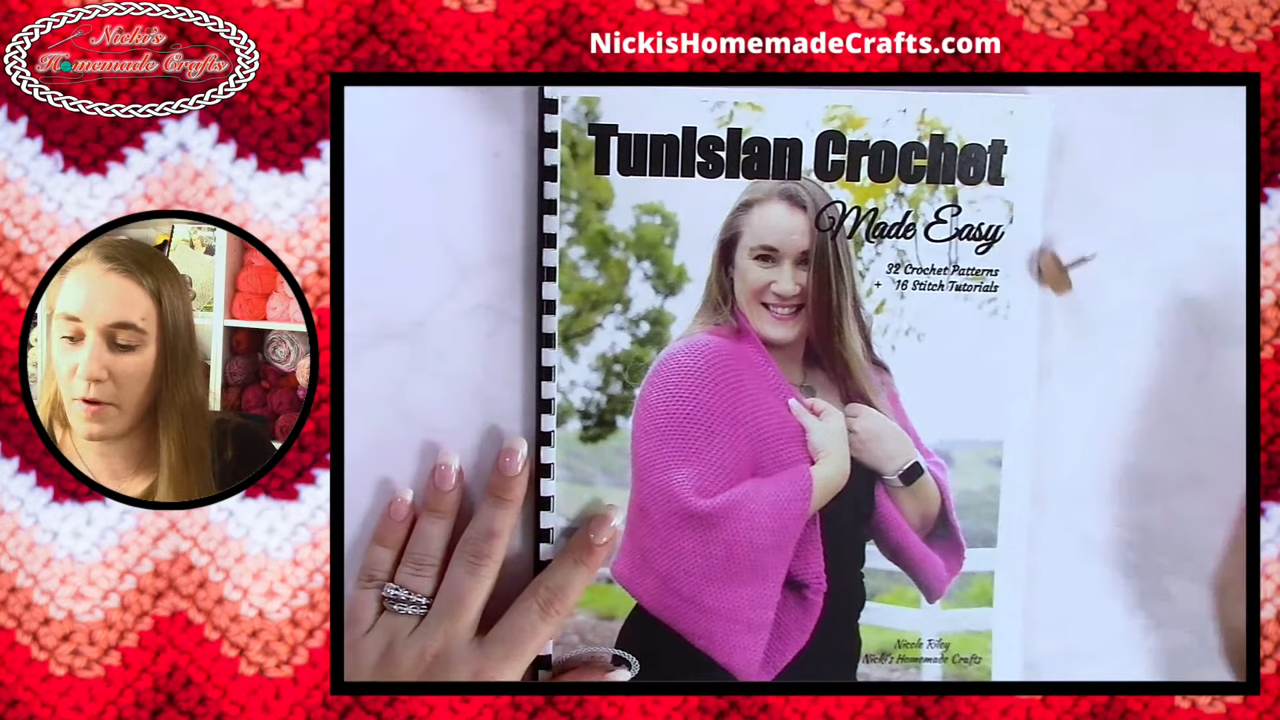 Nicki's
Homemade Crafts
NickisHomemadeCrafts.com
Tunisian Crochet
Made Easy
32 Crochet Patterns
+ 16 Stitch Tutorials
Nicole Riley
Nicki's Homemade Crafts